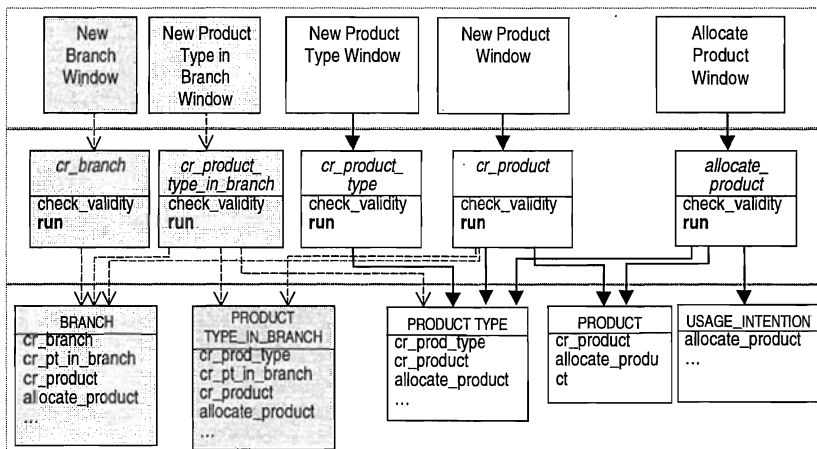 New
Branch
Window
New Product
Type in
Branch
Window
New Product
Type Window
New Product
Window
Allocate
Product
Window
cr_branch
check_validity
run
cr_product_
type_in_branch
check_validity
run
cr_product_
type
check_validity
run
cr_product
check_validity
run
allocate_
product
check_validity
run
BRANCH
cr_branch
cr_pt_in_branch
cr_product
allocate_product
...
PRODUCT
TYPE_IN_BRANCH
cr_prod_type
cr_pt_in_branch
cr_product
allocate_product
...
PRODUCT TYPE
cr_prod_type
cr_product
allocate_product
...
PRODUCT
cr_product
allocate_produ
ct
USAGE_INTENTION
allocate_product
...